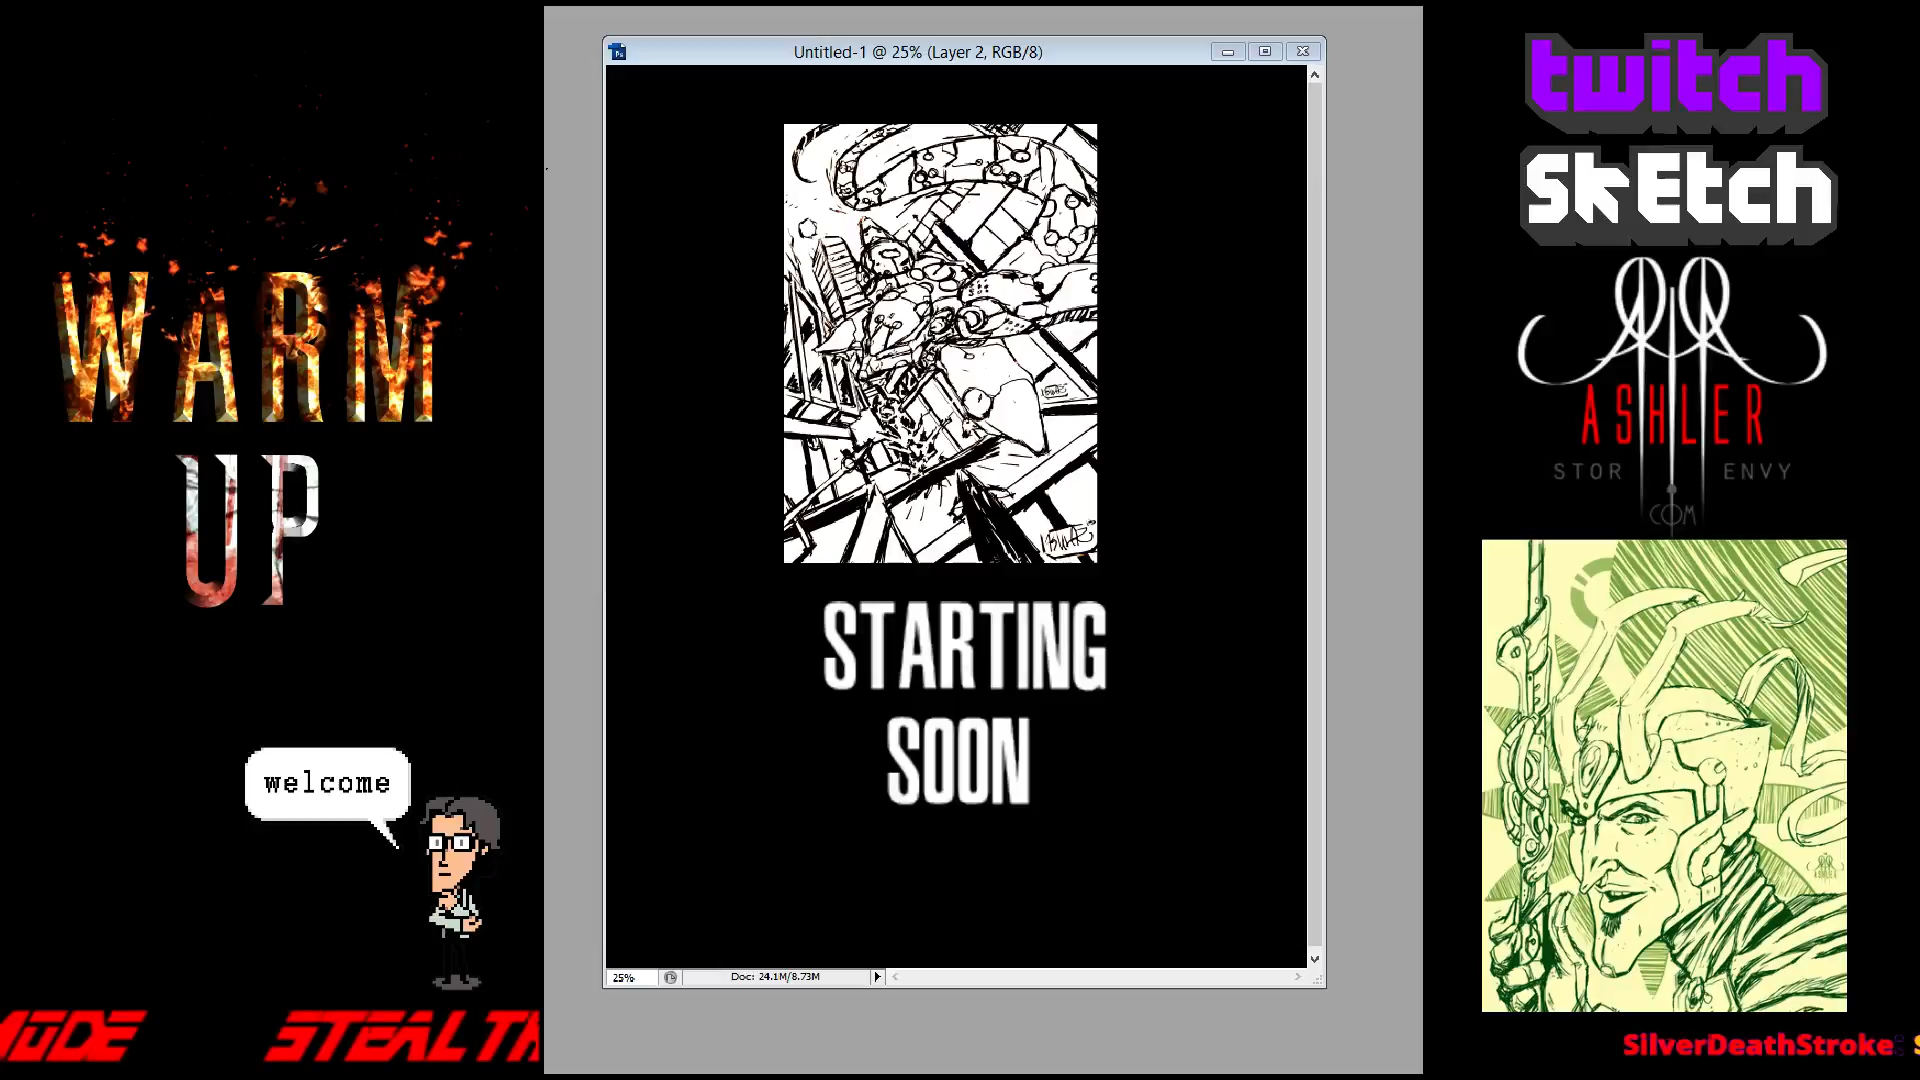 WARM
UP
welcome
MODE STEALTH
Untitled-1 @ 25% (Layer 2, RGB/8)
STARTING
SOON
25%
Doc: 24.1M/8.73M
twitch
SkEtch
ASHLER
STOR ENVY
COM
SilverDeathStroke